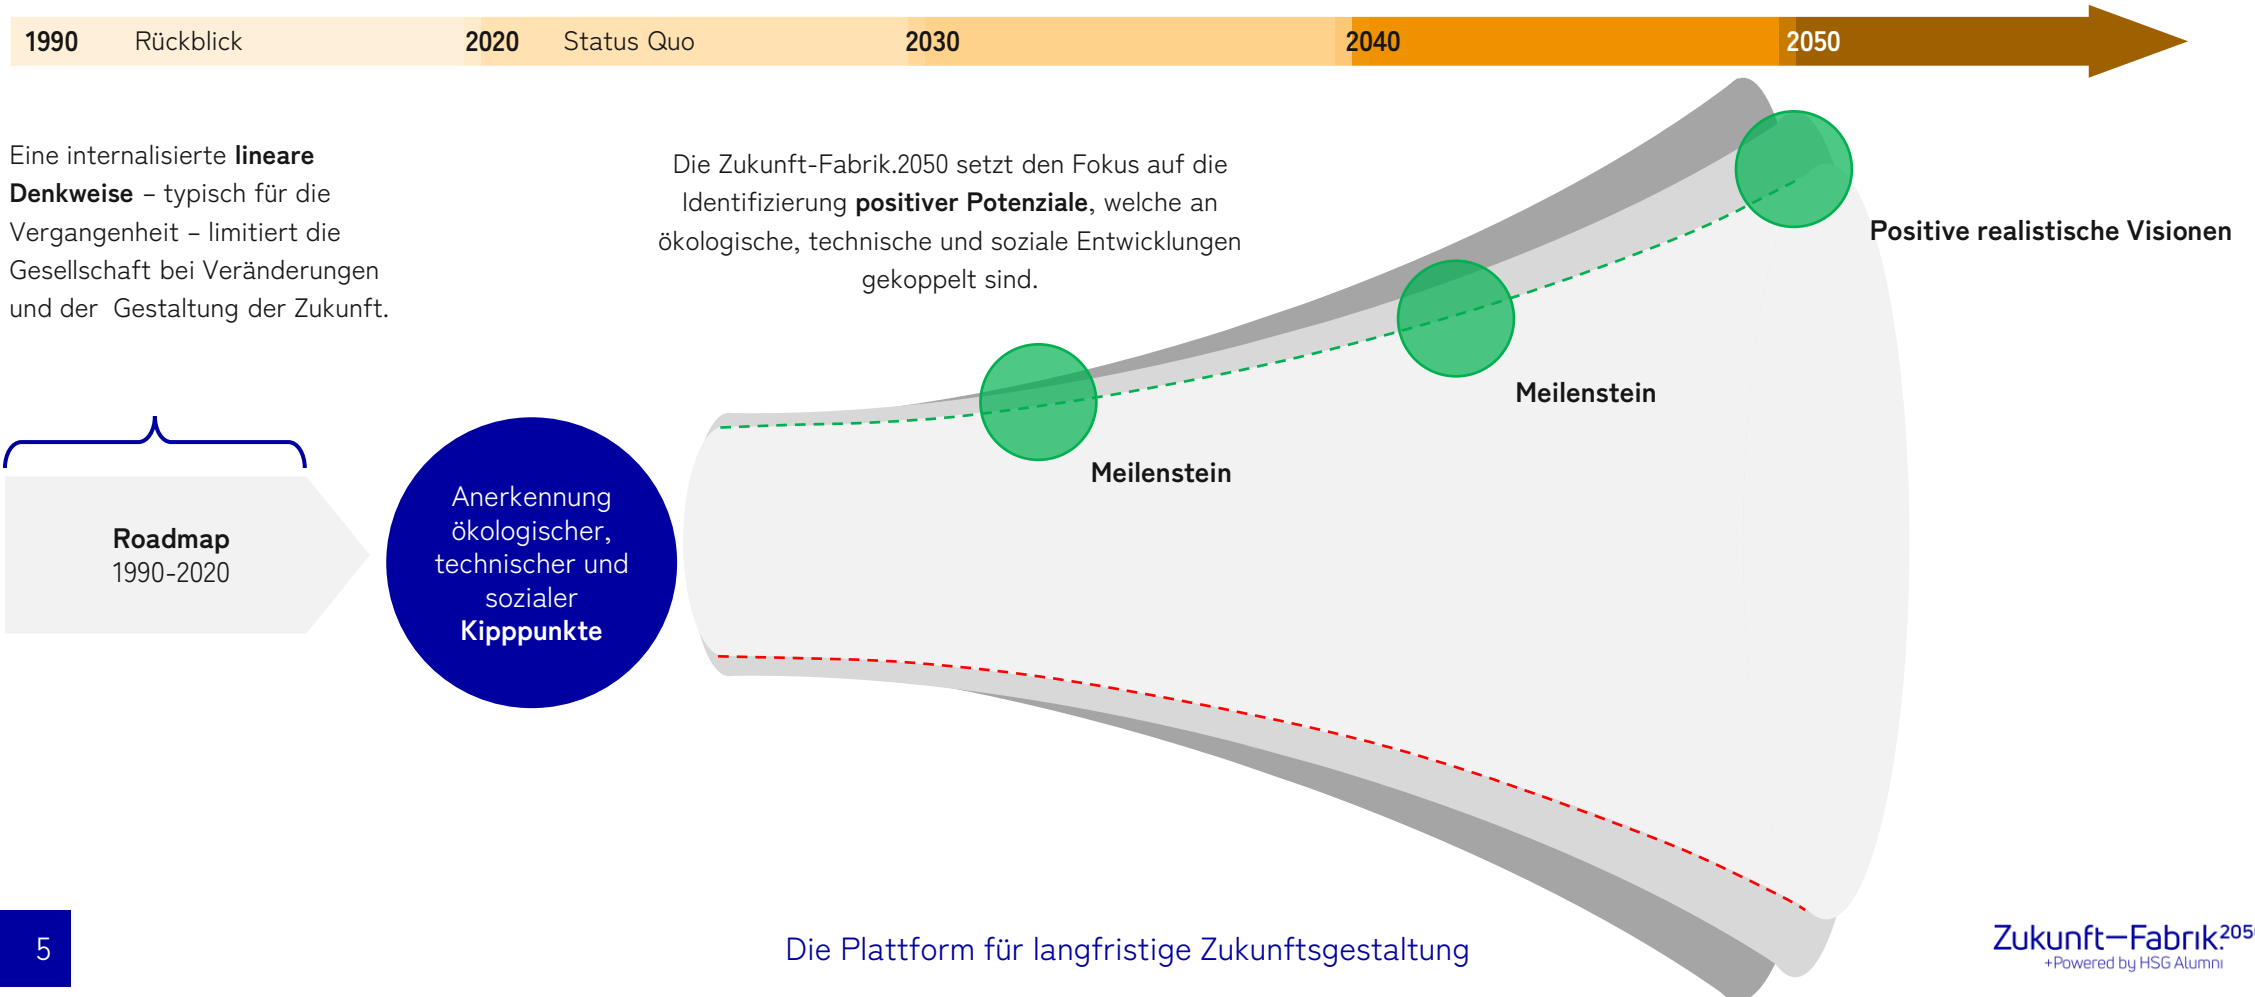 1990 Rückblick 2020 Status Quo 2030 2040 2050
Eine internalisierte lineare
Denkweise – typisch für die
Vergangenheit – limitiert die
Gesellschaft bei Veränderungen
und der  Gestaltung der Zukunft.
Die Zukunft-Fabrik.2050 setzt den Fokus auf die
Identifizierung positiver Potenziale, welche an
ökologische, technische und soziale Entwicklungen
gekoppelt sind.
Positive realistische Visionen
Meilenstein
Meilenstein
Roadmap
1990-2020
Anerkennung
ökologischer,
technischer und
sozialer
Kipppunkte
5
Die Plattform für langfristige Zukunftsgestaltung
Zukunft—Fabrik.2050
+Powered by HSG Alumni